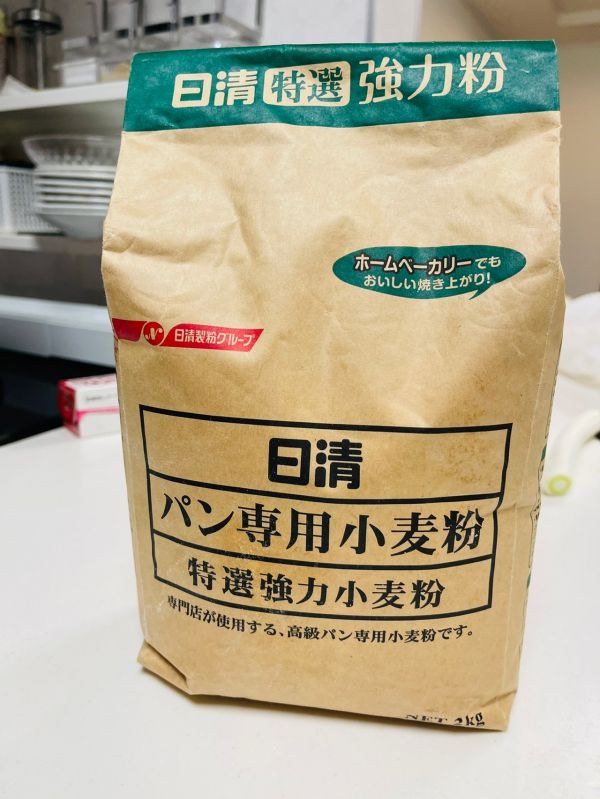 日清 特選 強力粉
ホームベーカリーでも
おいしい焼き上がり!
日清製粉グループ
日清
パン専用小麦粉
特選強力小麦粉
専門店が使用する、高級パン専用小麦粉です。
NET 2kg